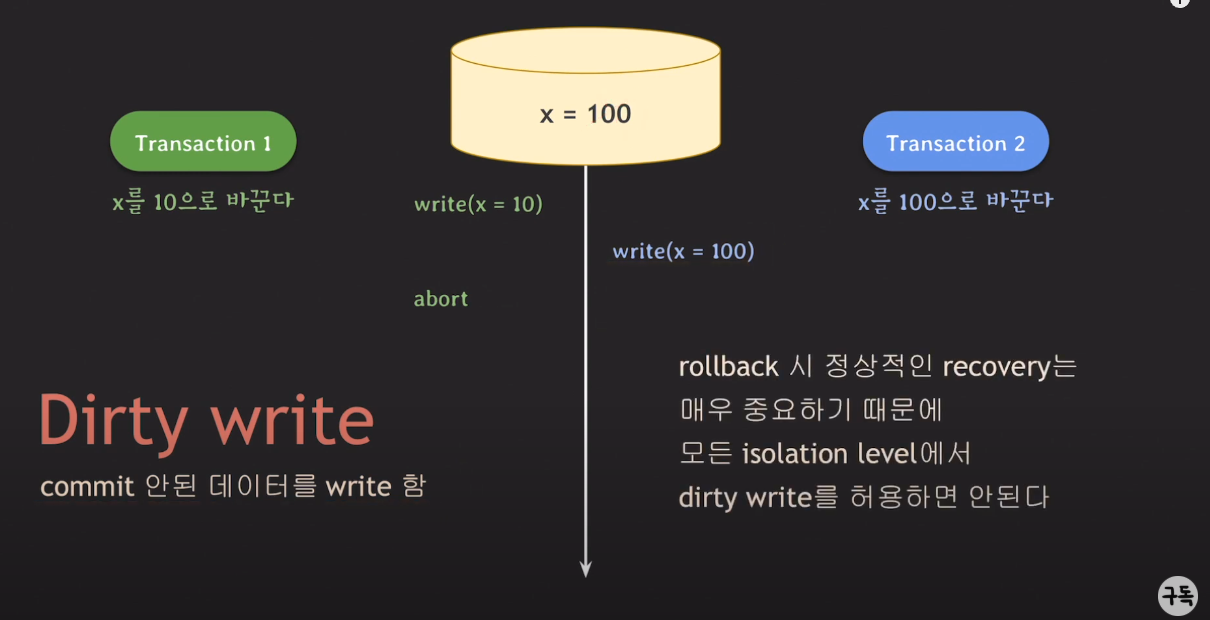 x = 100
Transaction 1
x를 10으로 바꾼다
Transaction 2
x를 100으로 바꾼다
write(x = 10)
write(x = 100)
abort
Dirty write
commit 안된 데이터를 write 함
rollback 시 정상적인 recovery는
매우 중요하기 때문에
모든 isolation level에서
dirty write를 허용하면 안된다
구독